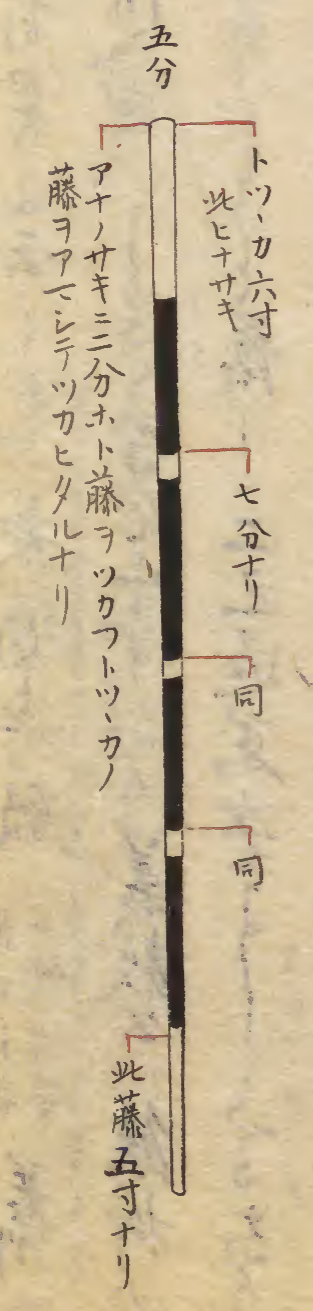 五分
トツヽカ六寸
此ヒナサキ
七分ナリ
同
同
アナノサキニ二分ホト藤ヲツカフトツヽカノ
藤ヲアマシテツカヒタルナリ
此藤五寸ナリ